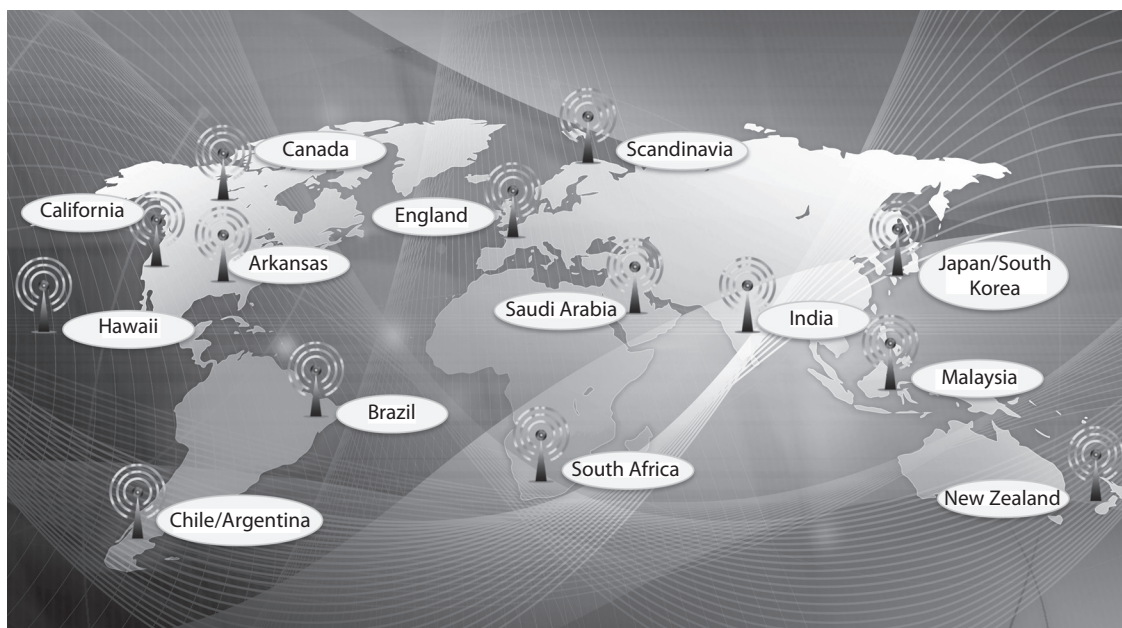 Canada
Scandinavia
California
England
Arkansas
Japan/South
Korea
Saudi Arabia
India
Hawaii
Malaysia
Brazil
South Africa
New Zealand
Chile/Argentina